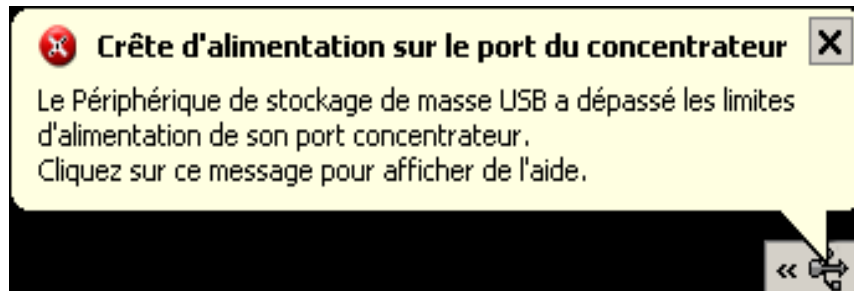 Crête d'alimentation sur le port du concentrateur
Le Périphérique de stockage de masse USB a dépassé les limites
d'alimentation de son port concentrateur.
Cliquez sur ce message pour afficher de l'aide.
«